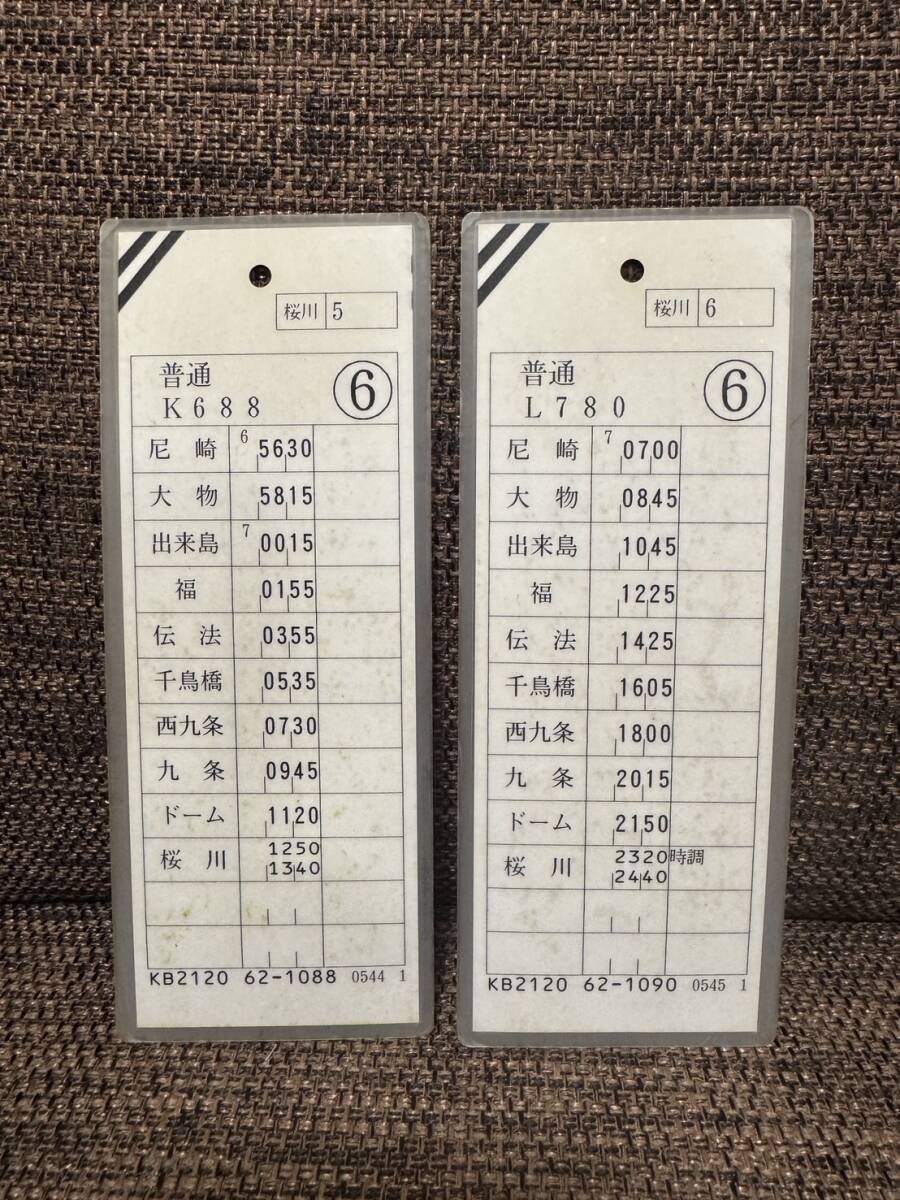 桜川 5
普通
K688
6
尼崎 6 5630
大物 5815
出来島 7 0015
福 0155
伝法 0355
千鳥橋 0535
西九条 0730
九条 0945
ドーム 1120
桜川 1250
1340
KB2120 62-1088 0544 1
桜川 6
普通
L780
6
尼崎 7 0700
大物 0845
出来島 1045
福 1225
伝法 1425
千鳥橋 1605
西九条 1800
九条 2015
ドーム 2150
桜川 2320 時調
2440
KB2120 62-1090 0545 1